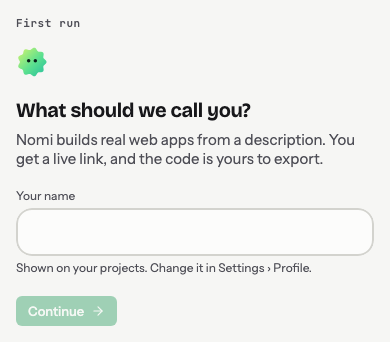 First run
What should we call you?
Nomi builds real web apps from a description. You
get a live link, and the code is yours to export.
Your name
Shown on your projects. Change it in Settings › Profile.
Continue →